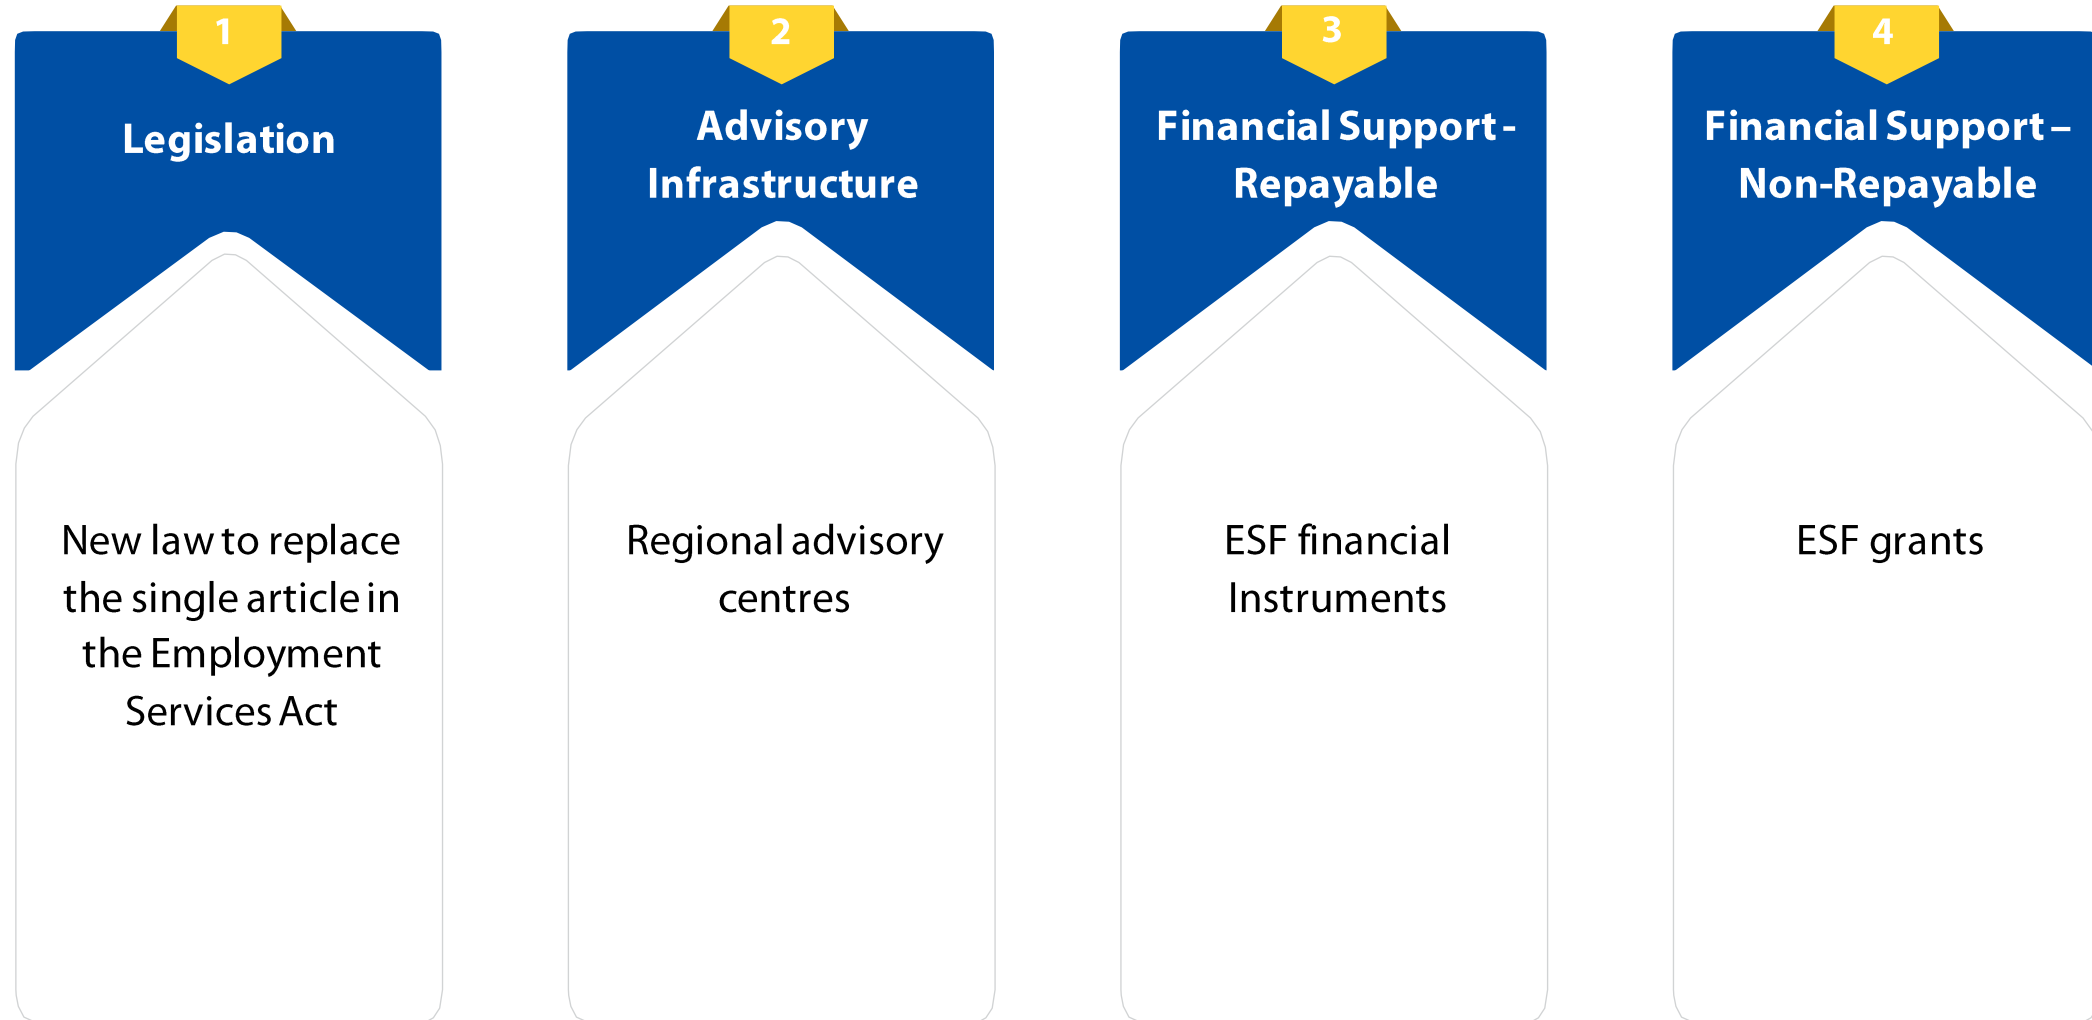 1
Legislation
New law to replace
the single article in
the Employment
Services Act
2
Advisory
Infrastructure
Regional advisory
centres
3
Financial Support -
Repayable
ESF financial
Instruments
4
Financial Support –
Non-Repayable
ESF grants